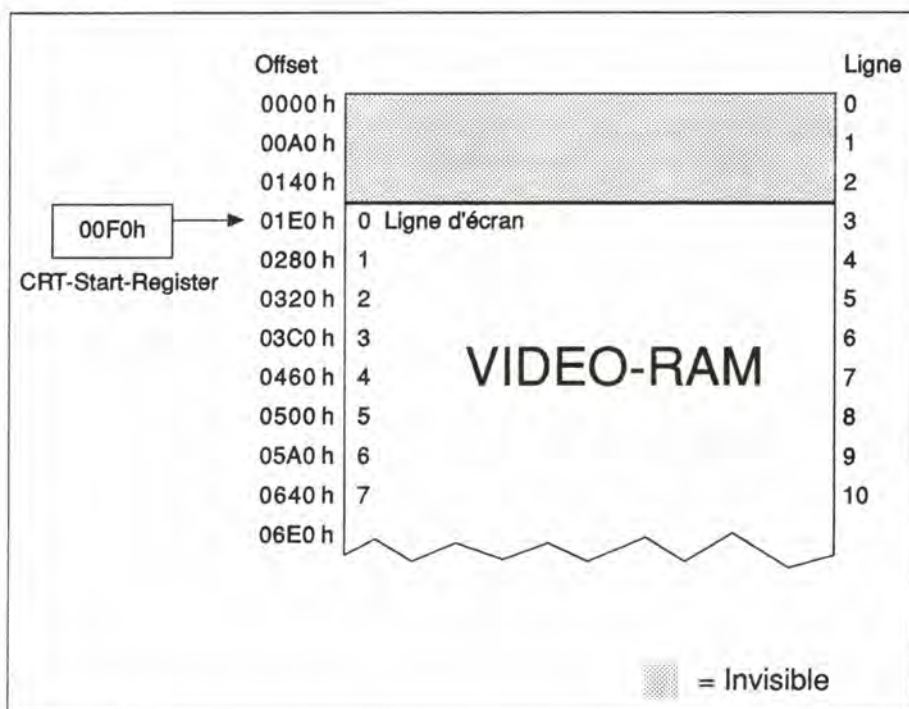 Offset Ligne
0000 h 0
00A0 h 1
0140 h 2
00F0h 01E0 h 0 Ligne d'écran 3
CRT-Start-Register 0280 h 1 4
0320 h 2 5
03C0 h 3 6
VIDEO-RAM
0460 h 4 7
0500 h 5 8
05A0 h 6 9
0640 h 7 10
06E0 h
= Invisible